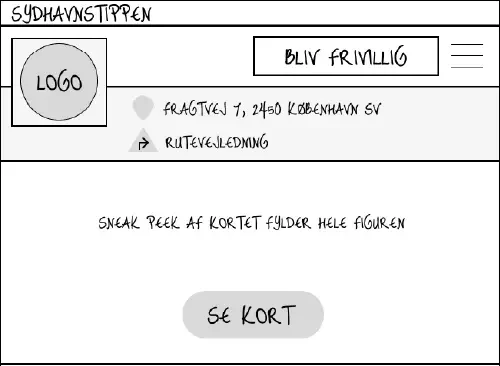 SYDHAVNSTIPPEN
LOGO
BLIV FRIVILLIG
FRAGTVEJ 7, 2450 KØBENHAVN SV
RUTEVEJLEDNING
SNEAK PEEK AF KORTET FYLDER HELE FIGUREN
SE KORT